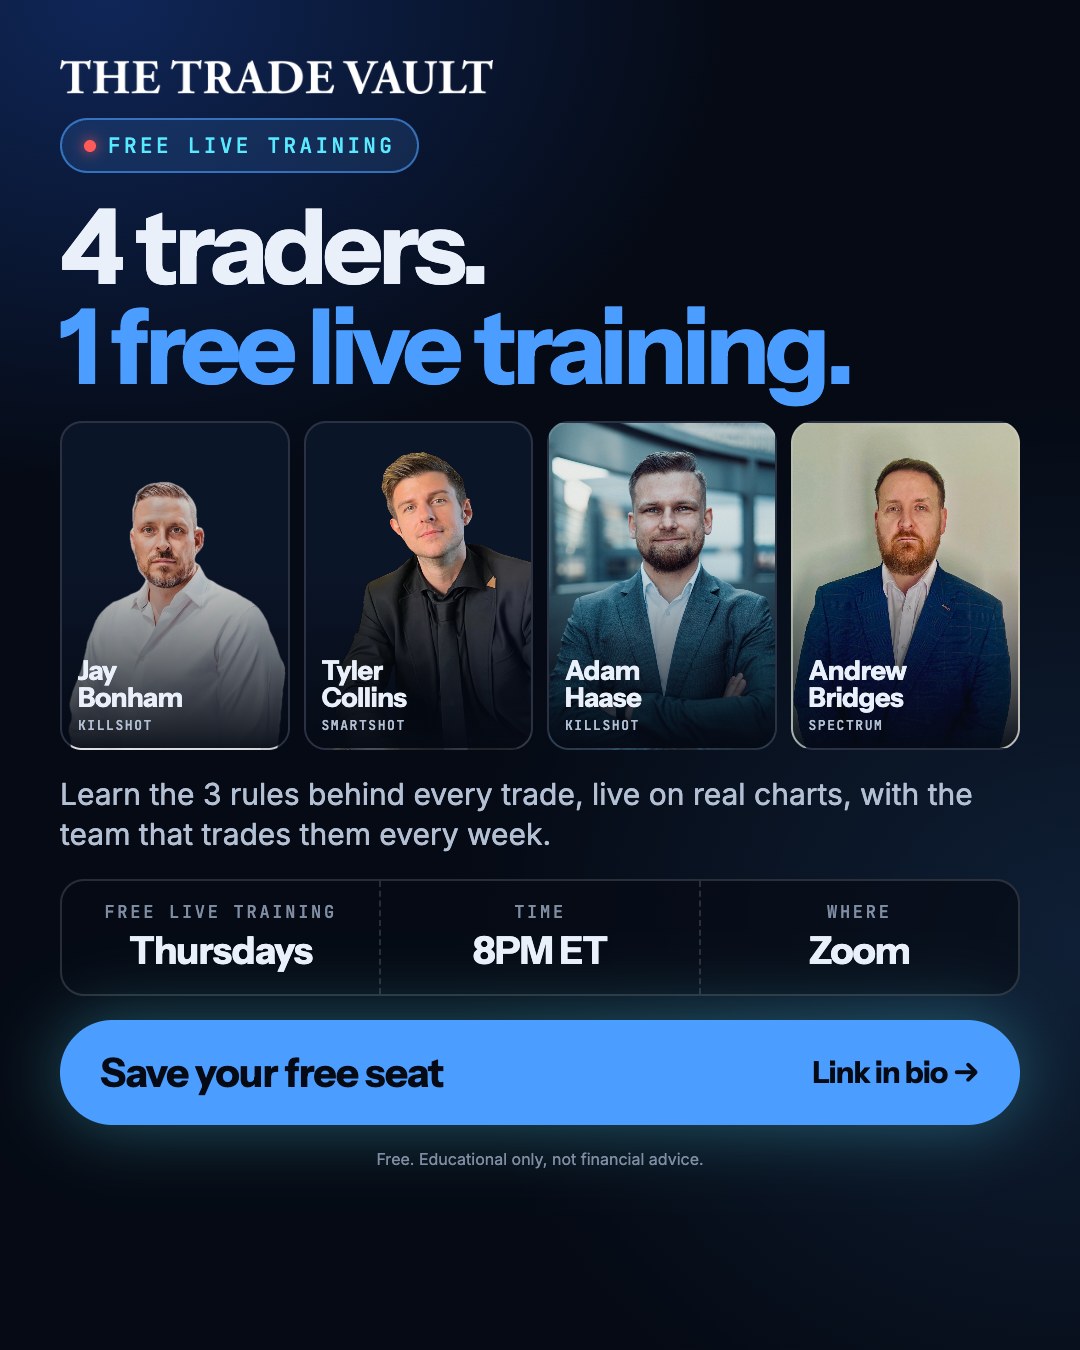 THE TRADE VAULT
FREE LIVE TRAINING
4 traders.
1 free live training.
Jay
Bonham
KILLSHOT
Tyler
Collins
SMARTSHOT
Adam
Haase
KILLSHOT
Andrew
Bridges
SPECTRUM
Learn the 3 rules behind every trade, live on real charts, with the
team that trades them every week.
FREE LIVE TRAINING
Thursdays
TIME
8PM ET
WHERE
Zoom
Save your free seat
Link in bio →
Free. Educational only, not financial advice.